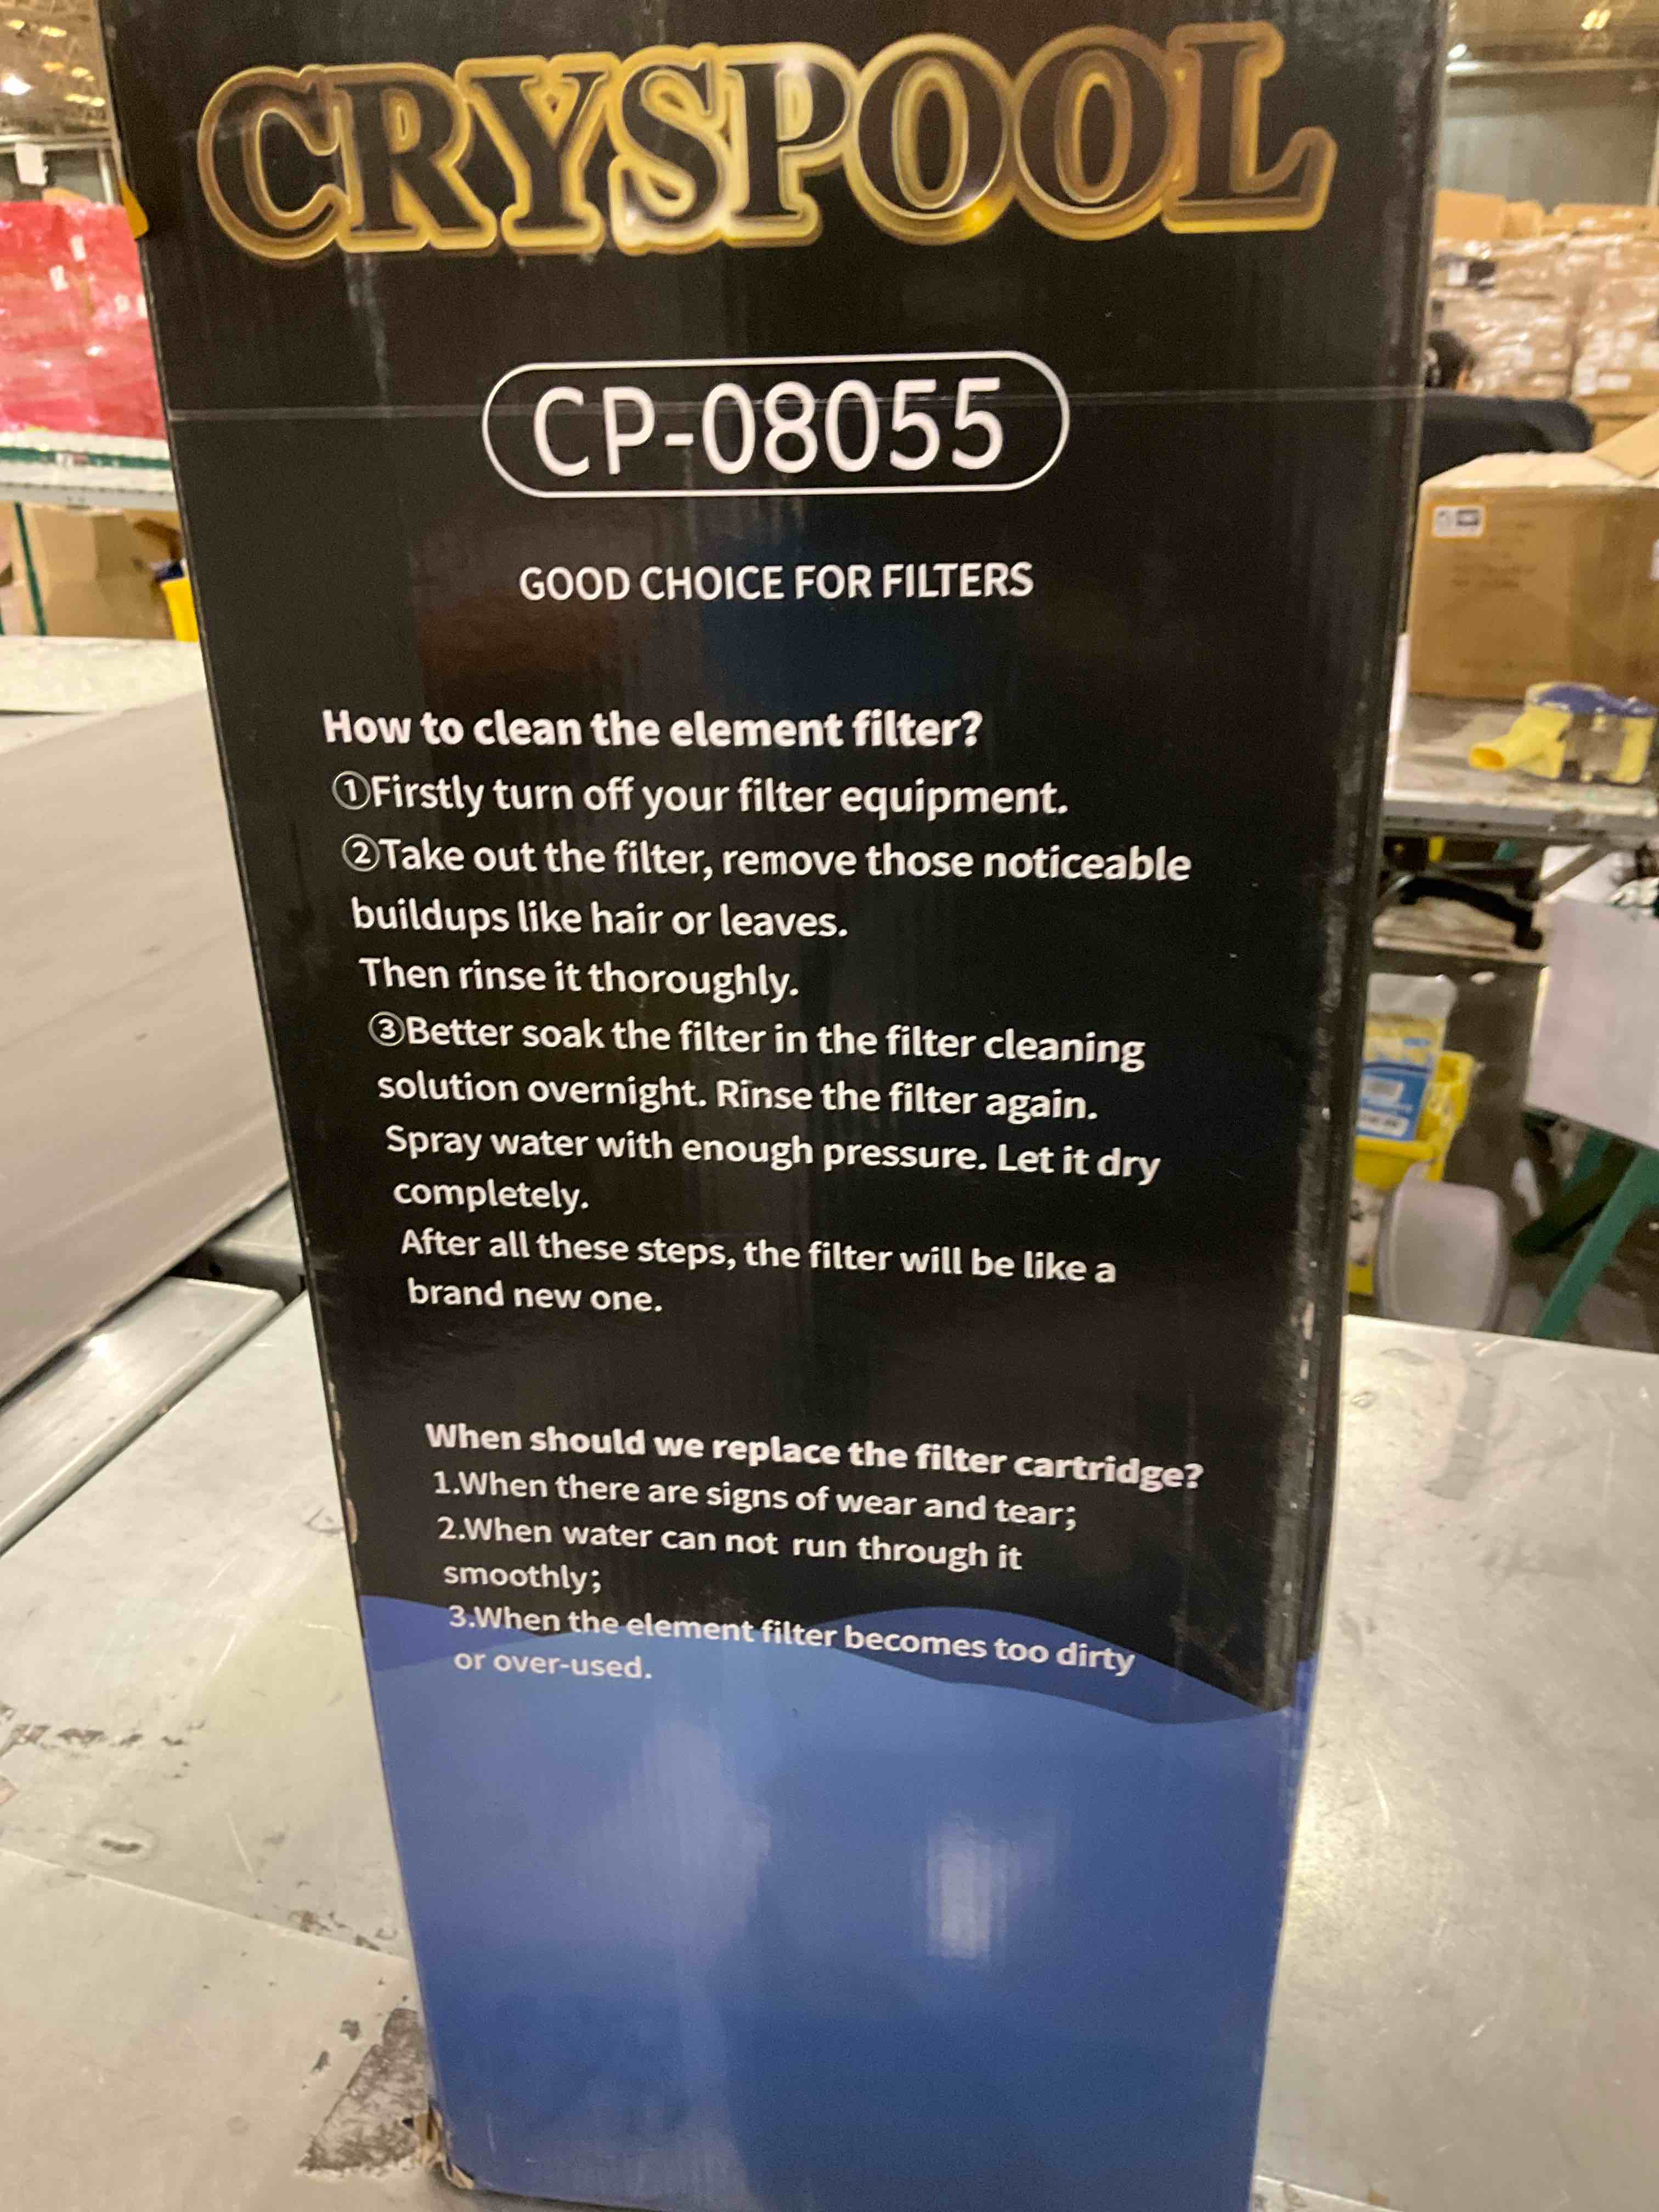 CRYSPOOL
CP-08055
GOOD CHOICE FOR FILTERS
How to clean the element filter?
①Firstly turn off your filter equipment.
②Take out the filter, remove those noticeable
buildups like hair or leaves.
Then rinse it thoroughly.
③Better soak the filter in the filter cleaning
solution overnight. Rinse the filter again.
Spray water with enough pressure. Let it dry
completely.
After all these steps, the filter will be like a
brand new one.
When should we replace the filter cartridge?
1.When there are signs of wear and tear;
2.When water can not run through it
smoothly;
3.When the element filter becomes too dirty
or over-used.